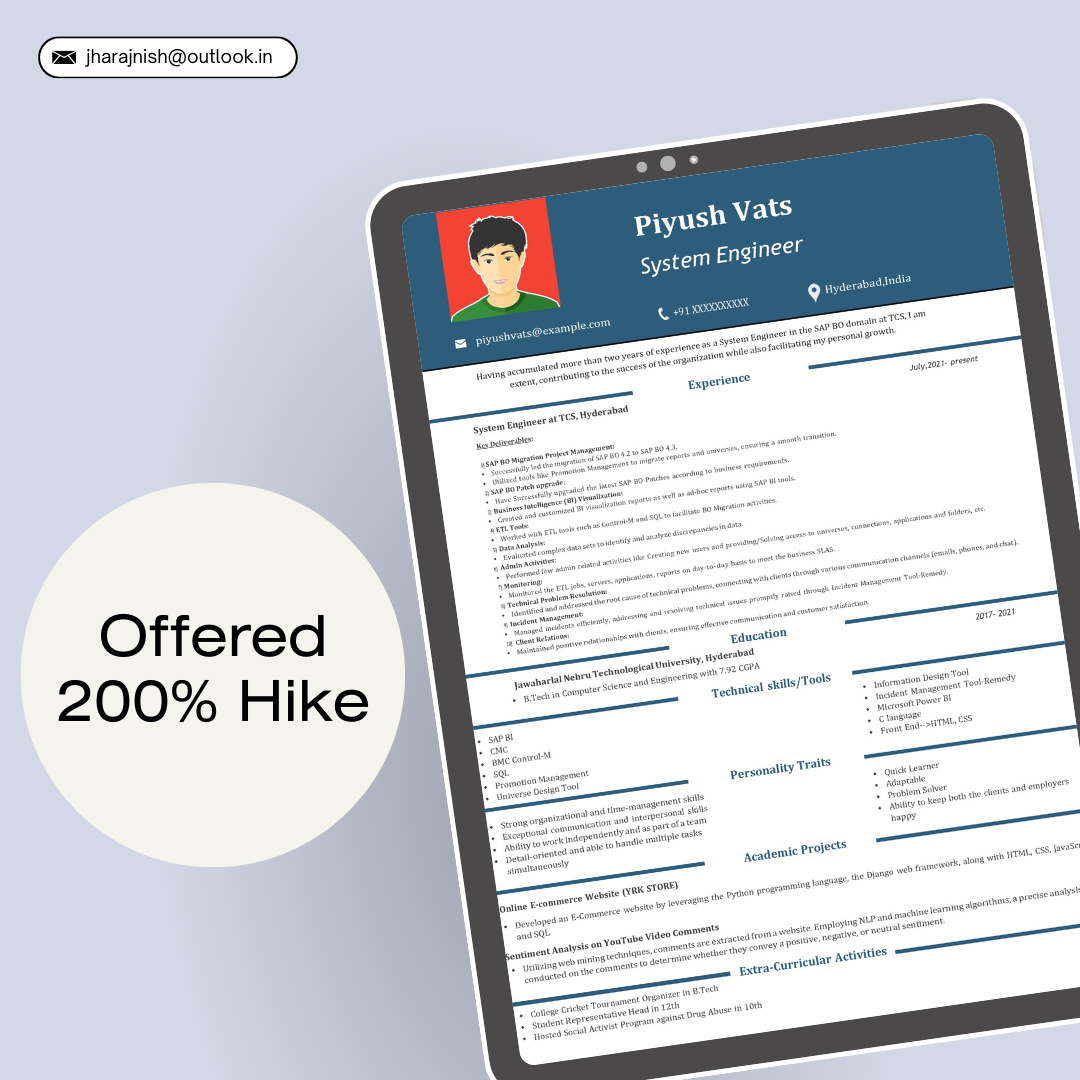 jharajnish@outlook.in
Offered
200% Hike
Piyush Vats
System Engineer
piyushvats@example.com
+91 XXXXXXXXXX
Hyderabad,India
Having accumulated more than two years of experience as a System Engineer in the SAP BO domain at TCS, I am
extent, contributing to the success of the organization while also facilitating my personal growth.
Experience
July,2021- present
System Engineer at TCS, Hyderabad
Key Deliverables:
1) SAP BO Migration Project Management:
• Successfully led the migration of SAP BO 4.2 to SAP BO 4.3.
• Utilized tools like Promotion Management to migrate reports and universes, ensuring a smooth transition.
2) SAP BO Patch upgrade:
• Have Successfully upgraded the latest SAP BO Patches according to business requirements.
3) Business Intelligence (BI) Visualization:
• Created and customized BI visualization reports as well as ad-hoc reports using SAP BI tools.
4) ETL Tools:
• Worked with ETL tools such as Control-M and SQL to facilitate BO Migration activities.
5) Data Analysis:
• Evaluated complex data sets to identify and analyze discrepancies in data.
6) Admin Activities:
• Performed few admin related activities like Creating new users and providing/Solving access to universes, connections, applications and folders, etc.
7) Monitoring:
• Monitored the ETL jobs, servers, applications, reports on day-to-day basis to meet the business SLAS.
8) Technical Problem Resolution:
• Identified and addressed the root cause of technical problems, connecting with clients through various communication channels (emails, phones, and chat).
9) Incident Management:
• Managed incidents efficiently, addressing and resolving technical issues promptly raised through Incident Management Tool-Remedy.
10) Client Relations:
• Maintained positive relationships with clients, ensuring effective communication and customer satisfaction.
Education
2017- 2021
Jawaharlal Nehru Technological University, Hyderabad
• B.Tech in Computer Science and Engineering with 7.92 CGPA
Technical skills/Tools
• SAP BI
• CMC
• BMC Control-M
• SQL
• Promotion Management
• Universe Design Tool
• Information Design Tool
• Incident Management Tool-Remedy
• Microsoft Power BI
• C language
• Front End-->HTML, CSS
Personality Traits
• Strong organizational and time-management skills
• Exceptional communication and interpersonal skills
• Ability to work independently and as part of a team
• Detail-oriented and able to handle multiple tasks
simultaneously
• Quick Learner
• Adaptable
• Problem Solver
• Ability to keep both the clients and employers
happy
Academic Projects
Online E-commerce Website (YRK STORE)
• Developed an E-Commerce website by leveraging the Python programming language, the Django web framework, along with HTML, CSS, JavaScr
and SQL
Sentiment Analysis on YouTube Video Comments
• Utilizing web mining techniques, comments are extracted from a website. Employing NLP and machine learning algorithms, a precise analysis
conducted on the comments to determine whether they convey a positive, negative, or neutral sentiment.
Extra-Curricular Activities
• College Cricket Tournament Organizer in B.Tech
• Student Representative Head in 12th
• Hosted Social Activist Program against Drug Abuse in 10th